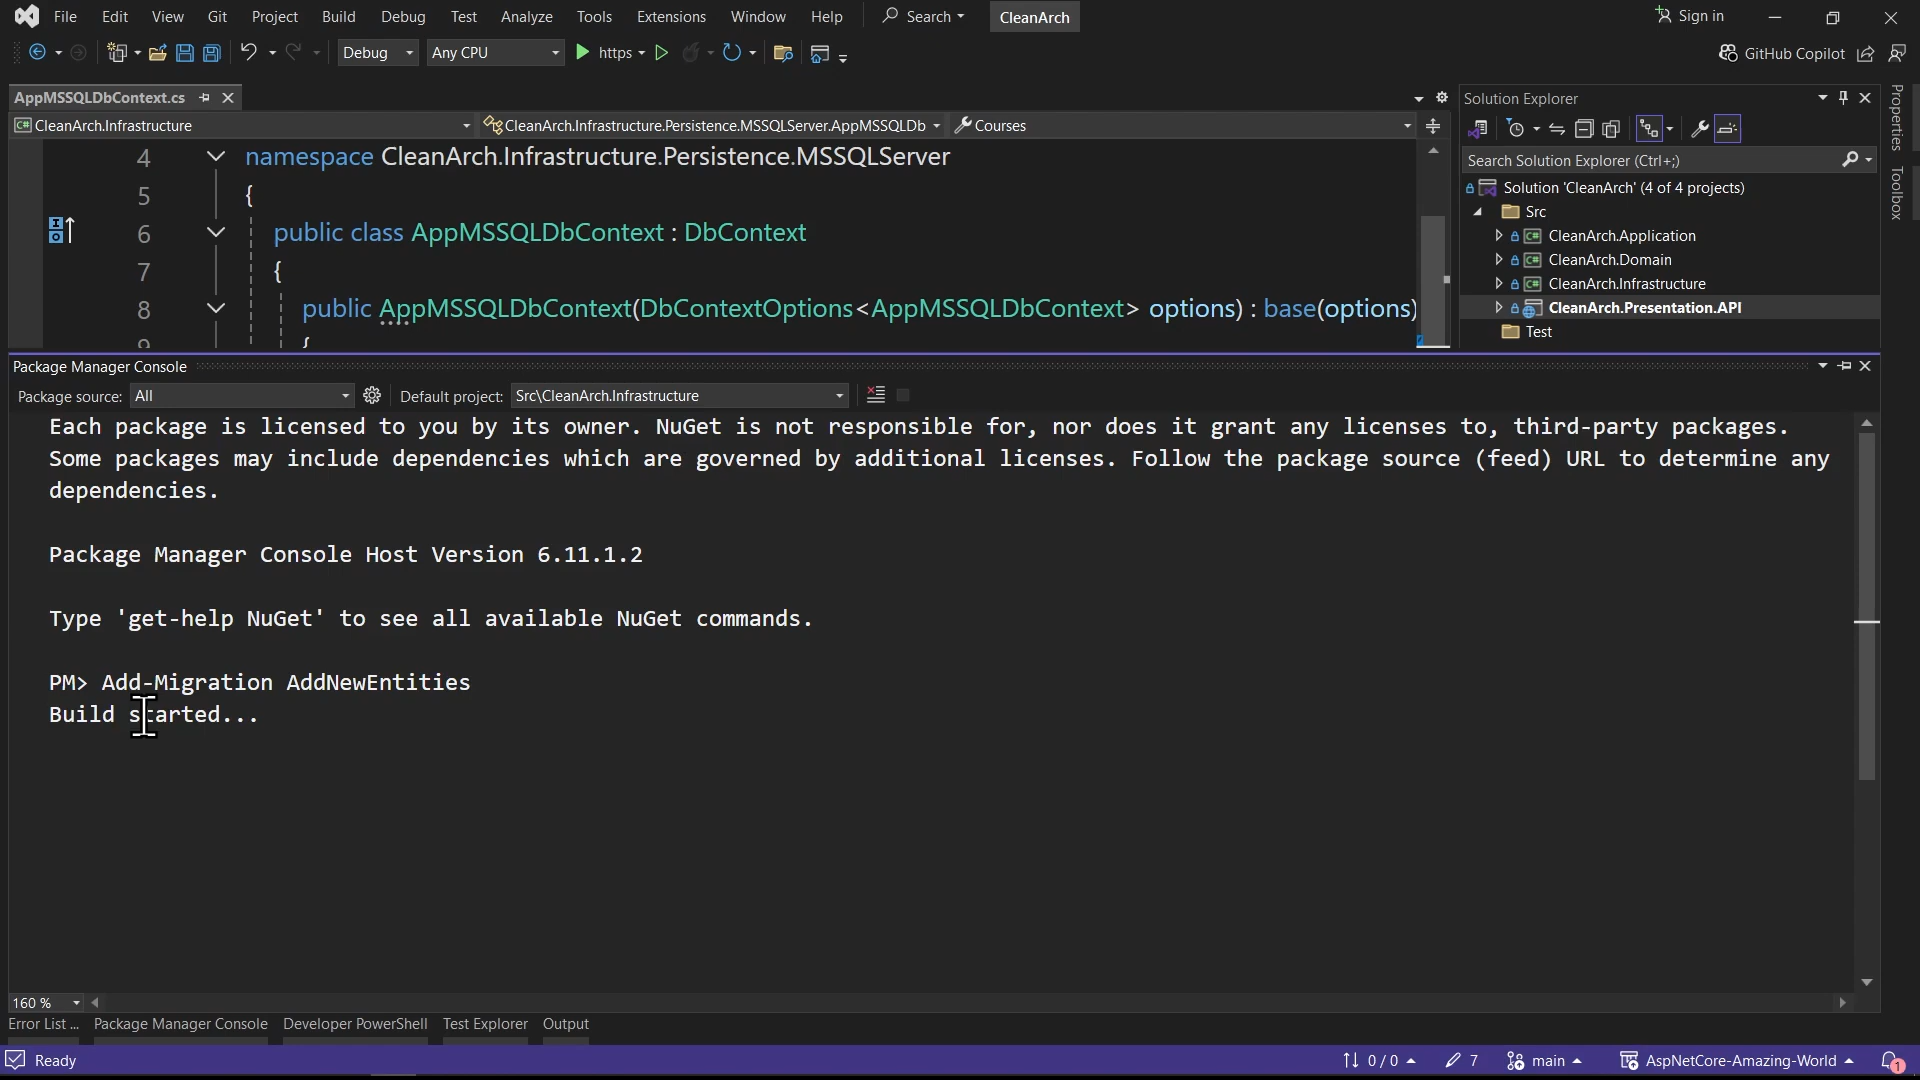 File Edit View Git Project Build Debug Test Analyze Tools Extensions Window Help Search CleanArch Sign in
Debug Any CPU https GitHub Copilot
AppMSSQLDbContext.cs
CleanArch.Infrastructure CleanArch.Infrastructure.Persistence.MSSQLServer.AppMSSQLDb Courses
4 namespace CleanArch.Infrastructure.Persistence.MSSQLServer
5 {
6 public class AppMSSQLDbContext : DbContext
7 {
8 public AppMSSQLDbContext(DbContextOptions<AppMSSQLDbContext> options) : base(options)
9 {
Solution Explorer
Search Solution Explorer (Ctrl+;)
Solution 'CleanArch' (4 of 4 projects)
Src
CleanArch.Application
CleanArch.Domain
CleanArch.Infrastructure
CleanArch.Presentation.API
Test
Properties
Toolbox
Package Manager Console
Package source: All Default project: Src\CleanArch.Infrastructure
Each package is licensed to you by its owner. NuGet is not responsible for, nor does it grant any licenses to, third-party packages.
Some packages may include dependencies which are governed by additional licenses. Follow the package source (feed) URL to determine any
dependencies.
Package Manager Console Host Version 6.11.1.2
Type 'get-help NuGet' to see all available NuGet commands.
PM> Add-Migration AddNewEntities
Build started...
160 %
Error List ... Package Manager Console Developer PowerShell Test Explorer Output
Ready 0 / 0 7 main AspNetCore-Amazing-World 1